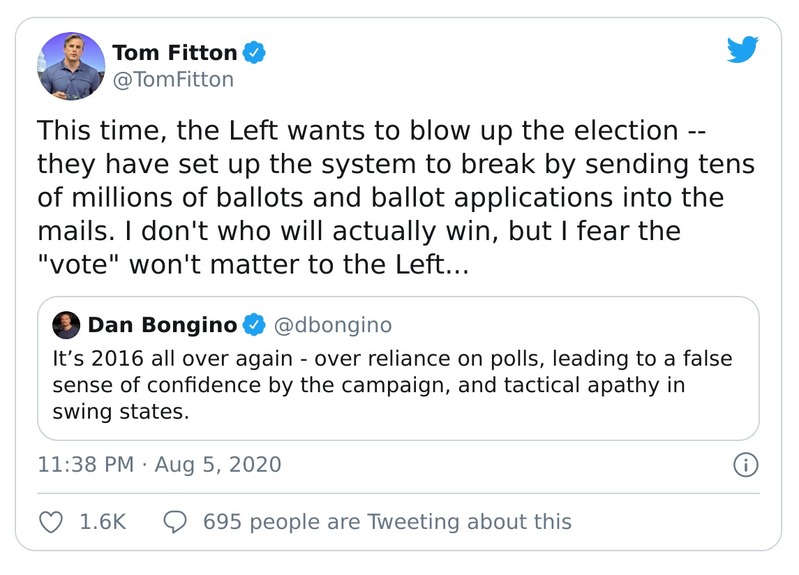 Tom Fitton
@TomFitton
This time, the Left wants to blow up the election --
they have set up the system to break by sending tens
of millions of ballots and ballot applications into the
mails. I don't who will actually win, but I fear the
"vote" won't matter to the Left...
Dan Bongino @dbongino
It’s 2016 all over again - over reliance on polls, leading to a false
sense of confidence by the campaign, and tactical apathy in
swing states.
11:38 PM · Aug 5, 2020
1.6K 695 people are Tweeting about this